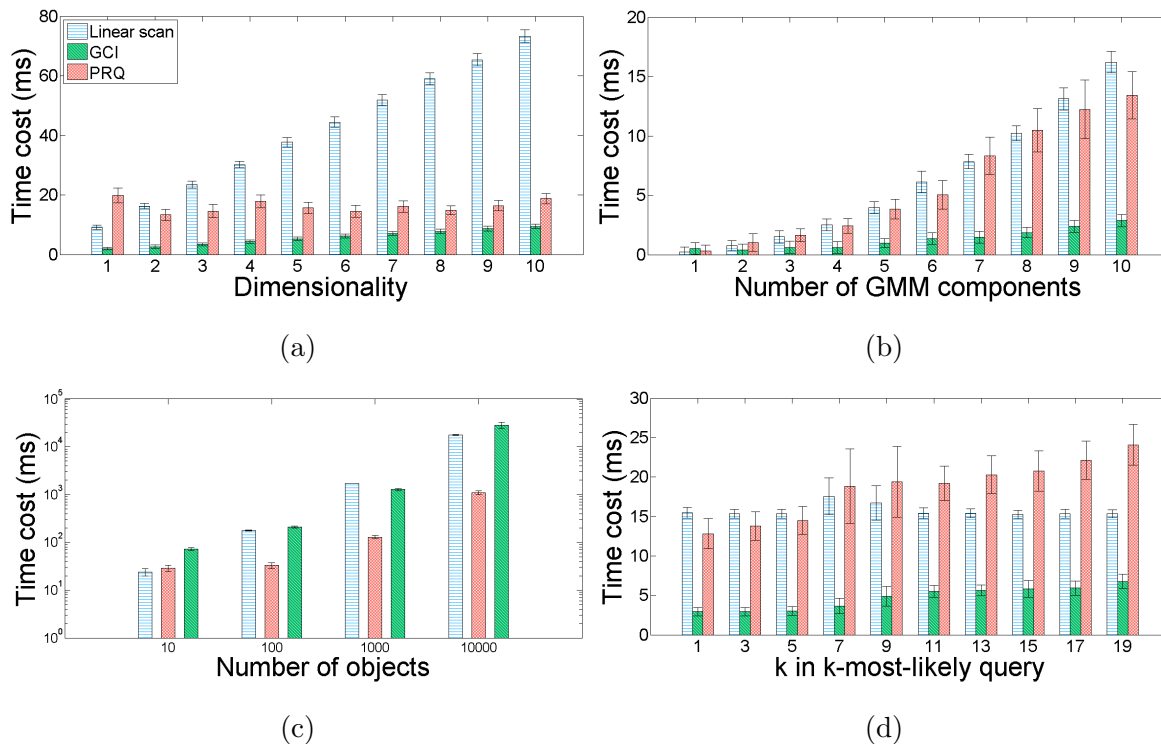 80
60
40
20
0
Time cost (ms)
Linear scan
GCI
PRQ
1 2 3 4 5 6 7 8 9 10
Dimensionality
(a)
20
15
10
5
0
Time cost (ms)
1 2 3 4 5 6 7 8 9 10
Number of GMM components
(b)
10^5
10^4
10^3
10^2
10^1
10^0
Time cost (ms)
10 100 1000 10000
Number of objects
(c)
30
25
20
15
10
5
0
Time cost (ms)
1 3 5 7 9 11 13 15 17 19
k in k-most-likely query
(d)